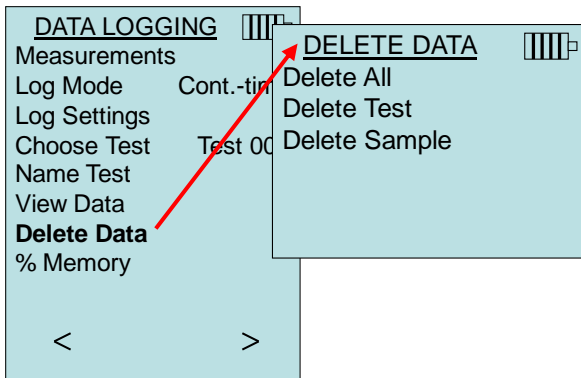 DATA LOGGING
Measurements
Log Mode Cont.-tim
Log Settings
Choose Test Test 00
Name Test
View Data
Delete Data
% Memory
< >
DELETE DATA
Delete All
Delete Test
Delete Sample